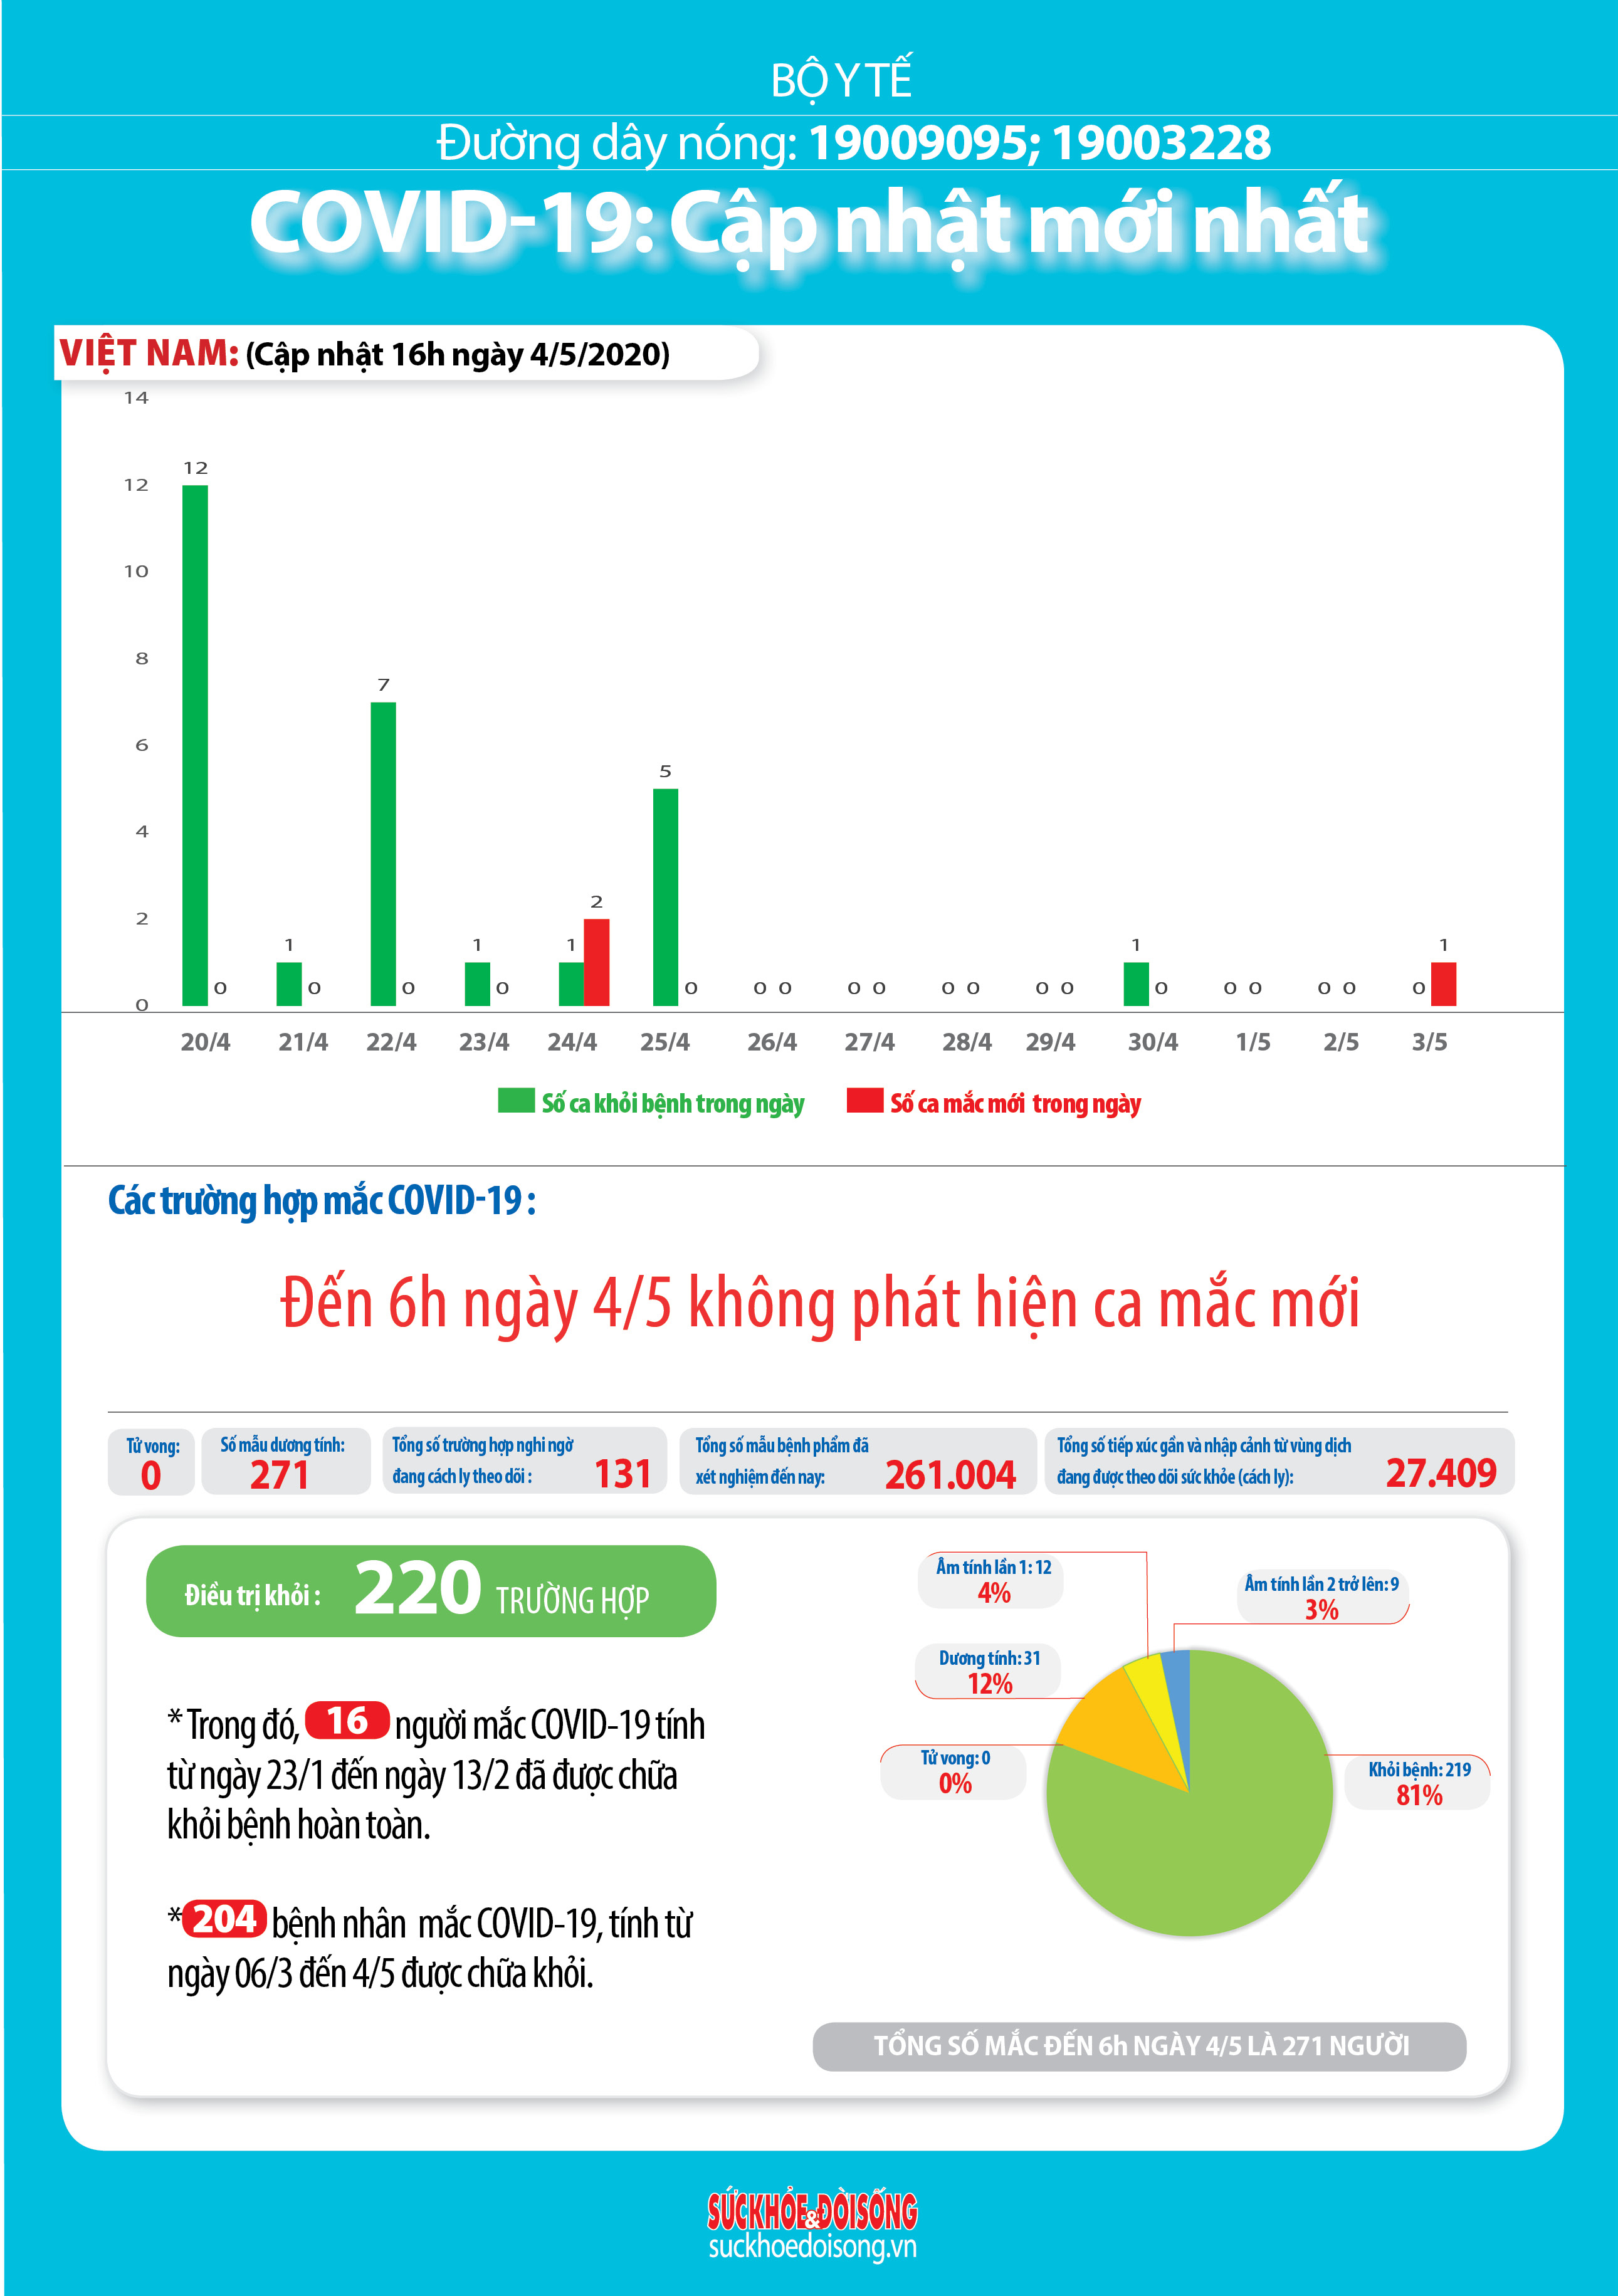 BỘ Y TẾ
Đường dây nóng: 19009095; 19003228
COVID-19: Cập nhật mới nhất
VIỆT NAM: (Cập nhật 16h ngày 4/5/2020)
14
12
10
8
6
4
2
0
12 0 1 0 7 0 1 0 1 2 5 0 0 0 0 0 0 0 0 0 1 0 0 0 0 0 0 1
20/4 21/4 22/4 23/4 24/4 25/4 26/4 27/4 28/4 29/4 30/4 1/5 2/5 3/5
Số ca khỏi bệnh trong ngày Số ca mắc mới trong ngày
Các trường hợp mắc COVID-19 :
Đến 6h ngày 4/5 không phát hiện ca mắc mới
Tử vong:
0
Số mẫu dương tính:
271
Tổng số trường hợp nghi ngờ
đang cách ly theo dõi : 131
Tổng số mẫu bệnh phẩm đã
xét nghiệm đến nay: 261.004
Tổng số tiếp xúc gần và nhập cảnh từ vùng dịch
đang được theo dõi sức khỏe (cách ly): 27.409
Điều trị khỏi : 220 TRƯỜNG HỢP
* Trong đó, 16 người mắc COVID-19 tính
từ ngày 23/1 đến ngày 13/2 đã được chữa
khỏi bệnh hoàn toàn.
* 204 bệnh nhân mắc COVID-19, tính từ
ngày 06/3 đến 4/5 được chữa khỏi.
Âm tính lần 1: 12
4%
Âm tính lần 2 trở lên: 9
3%
Dương tính: 31
12%
Tử vong: 0
0%
Khỏi bệnh: 219
81%
TỔNG SỐ MẮC ĐẾN 6h NGÀY 4/5 LÀ 271 NGƯỜI
SỨC KHỎE & ĐỜI SỐNG
suckhoedoisong.vn